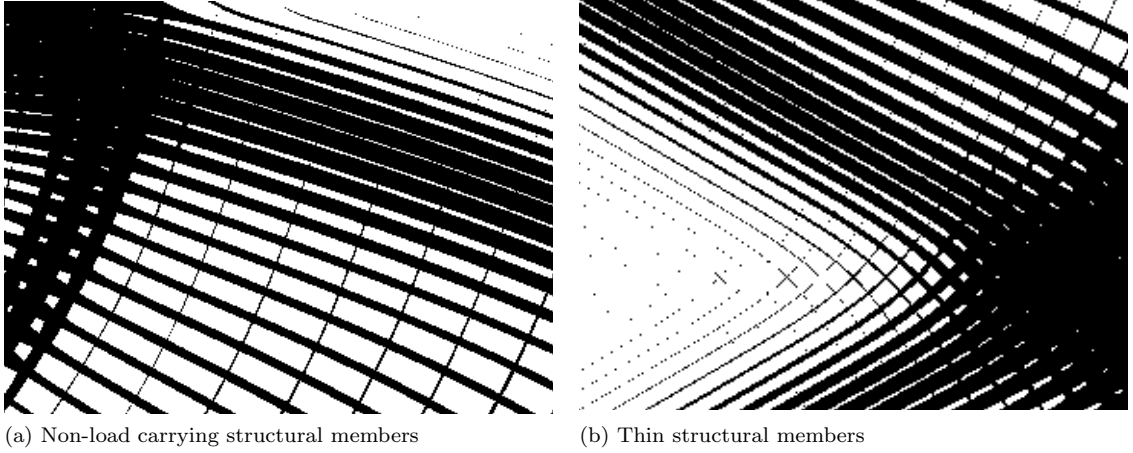 (a) Non-load carrying structural members
(b) Thin structural members